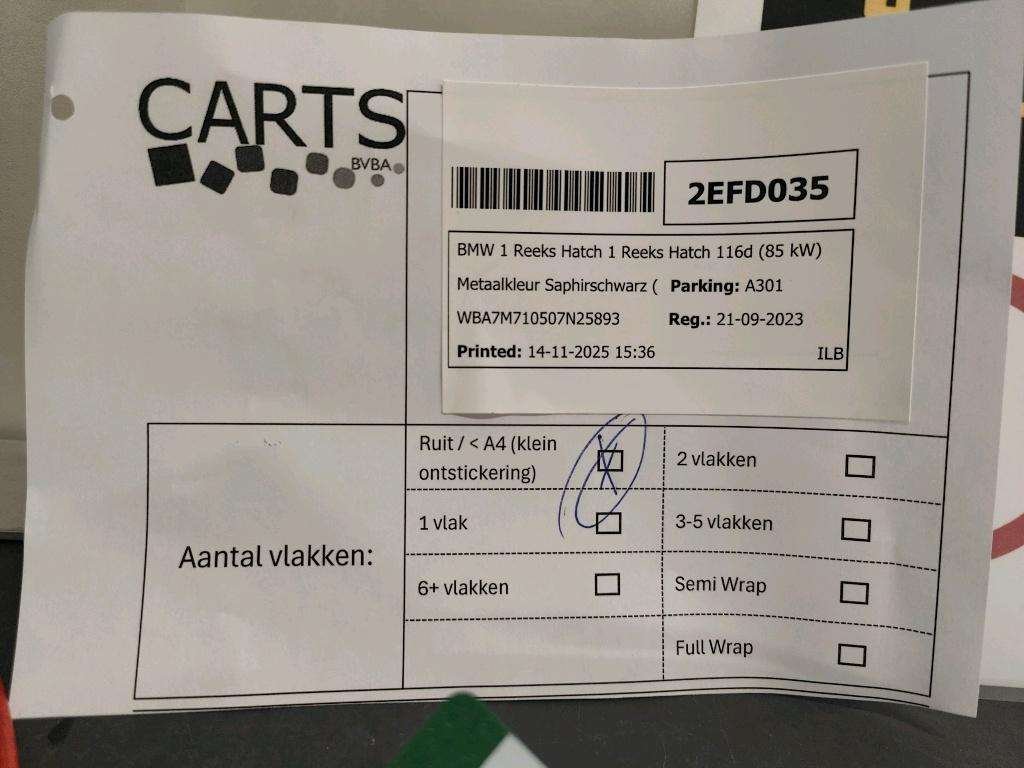 CARTS
BVBA
2EFD035
BMW 1 Reeks Hatch 1 Reeks Hatch 116d (85 kW)
Metaalkleur Saphirschwarz ( Parking: A301
WBA7M710507N25893 Reg.: 21-09-2023
Printed: 14-11-2025 15:36 ILB
Aantal vlakken:
Ruit / < A4 (klein
ontstickering)
2 vlakken
1 vlak
3-5 vlakken
6+ vlakken
Semi Wrap
Full Wrap